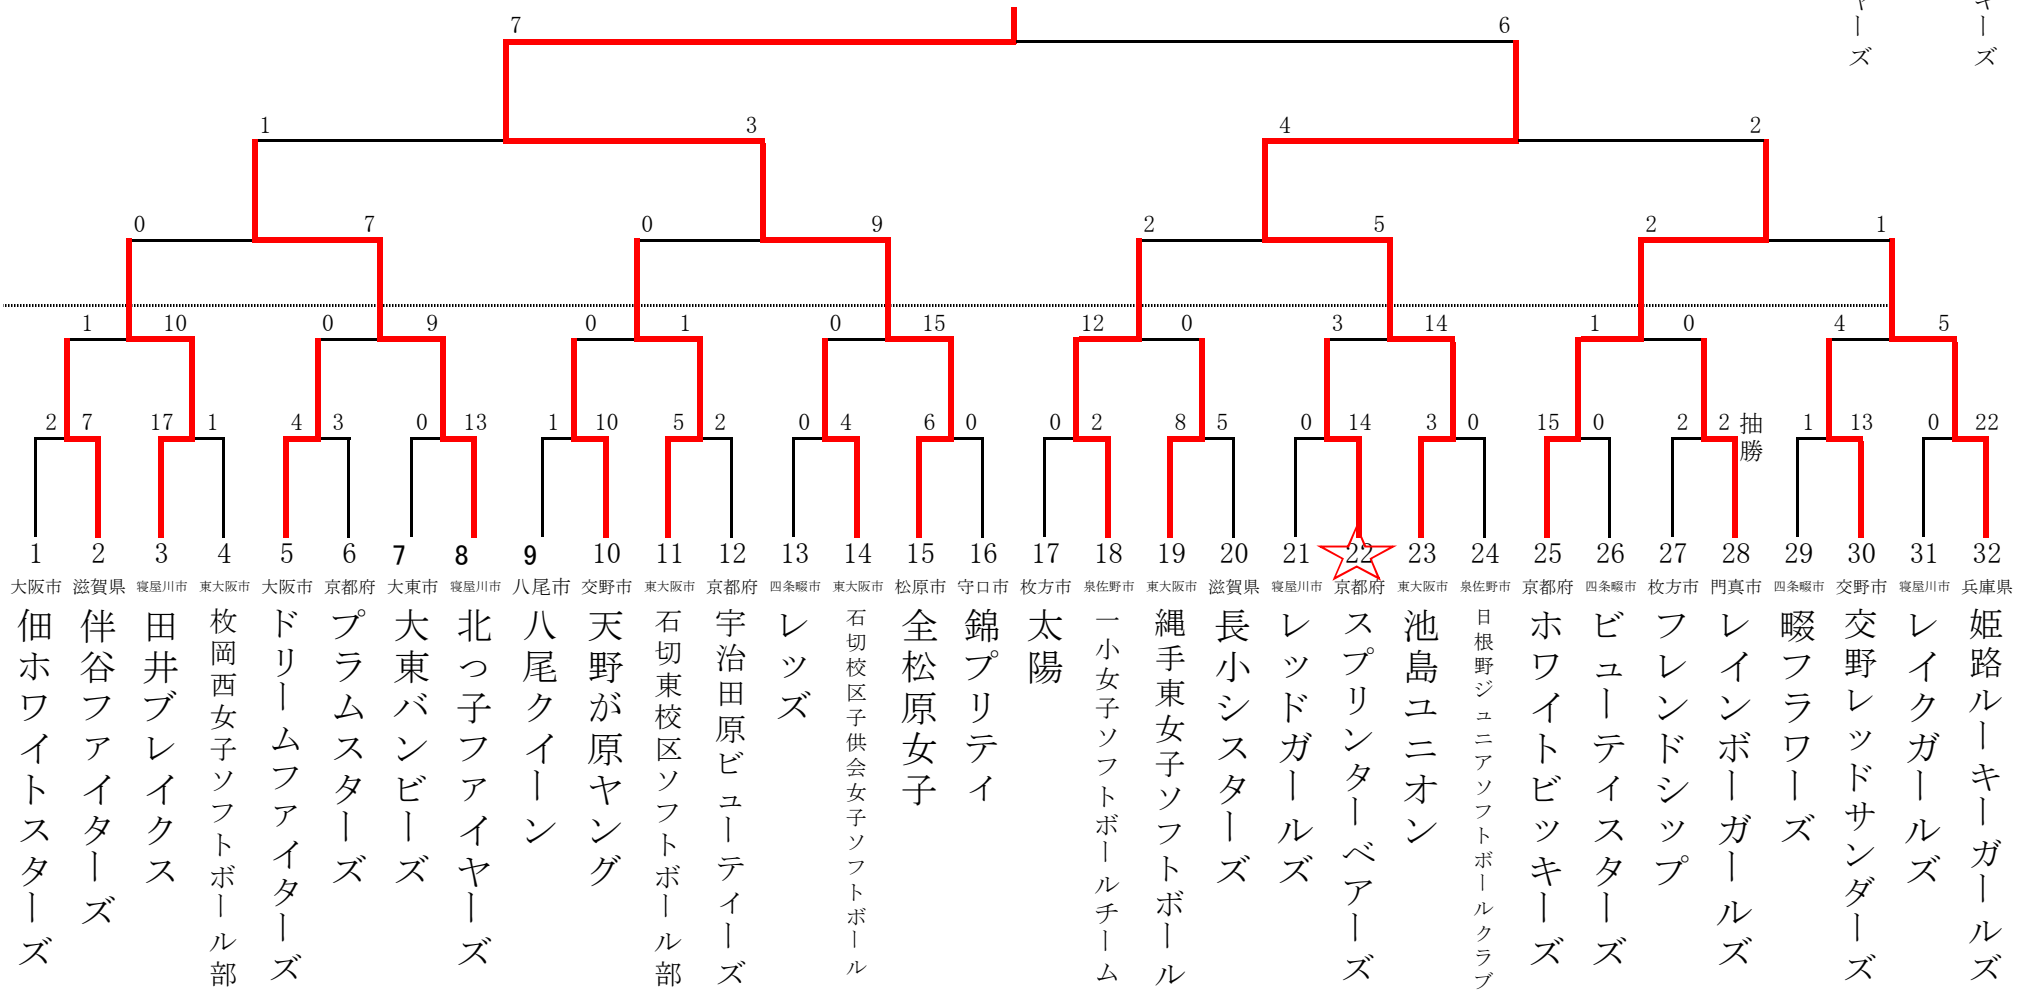 ャーズ
キーズ
7 6
1 3 4 2
0 7 0 9 2 5 2 1
1 10 0 9 0 1 0 15 12 0 3 14 1 0 4 5
2 7 17 1 4 3 0 13 1 10 5 2 0 4 6 0 0 2 8 5 0 14 3 0 15 0 2 2 抽勝 1 13 0 22
1 2 3 4 5 6 7 8 9 10 11 12 13 14 15 16 17 18 19 20 21 22 23 24 25 26 27 28 29 30 31 32
大阪市 滋賀県 寝屋川市 東大阪市 大阪市 京都府 大東市 寝屋川市 八尾市 交野市 東大阪市 京都府 四条畷市 東大阪市 松原市 守口市 枚方市 泉佐野市 東大阪市 滋賀県 寝屋川市 京都府 東大阪市 泉佐野市 京都府 四条畷市 枚方市 門真市 四条畷市 交野市 寝屋川市 兵庫県
佃ホワイトスターズ
伴谷ファイターズ
田井ブレイクス
枚岡西女子ソフトボール部
ドリームファイターズ
プラムスターズ
大東バンビーズ
北っ子ファイヤーズ
八尾クイーン
天野が原ヤング
石切東校区ソフトボール部
宇治田原ビューティーズ
レッズ
石切校区子供会女子ソフトボール
全松原女子
錦プリティ
太陽
一小女子ソフトボールチーム
縄手東女子ソフトボール
長小シスターズ
レッドガールズ
スプリンターベアーズ
池島ユニオン
日根野ジュニアソフトボールクラブ
ホワイトビッキーズ
ビューティスターズ
フレンドシップ
レインボーガールズ
畷フラワーズ
交野レッドサンダーズ
レイクガールズ
姫路ルーキーガールズ